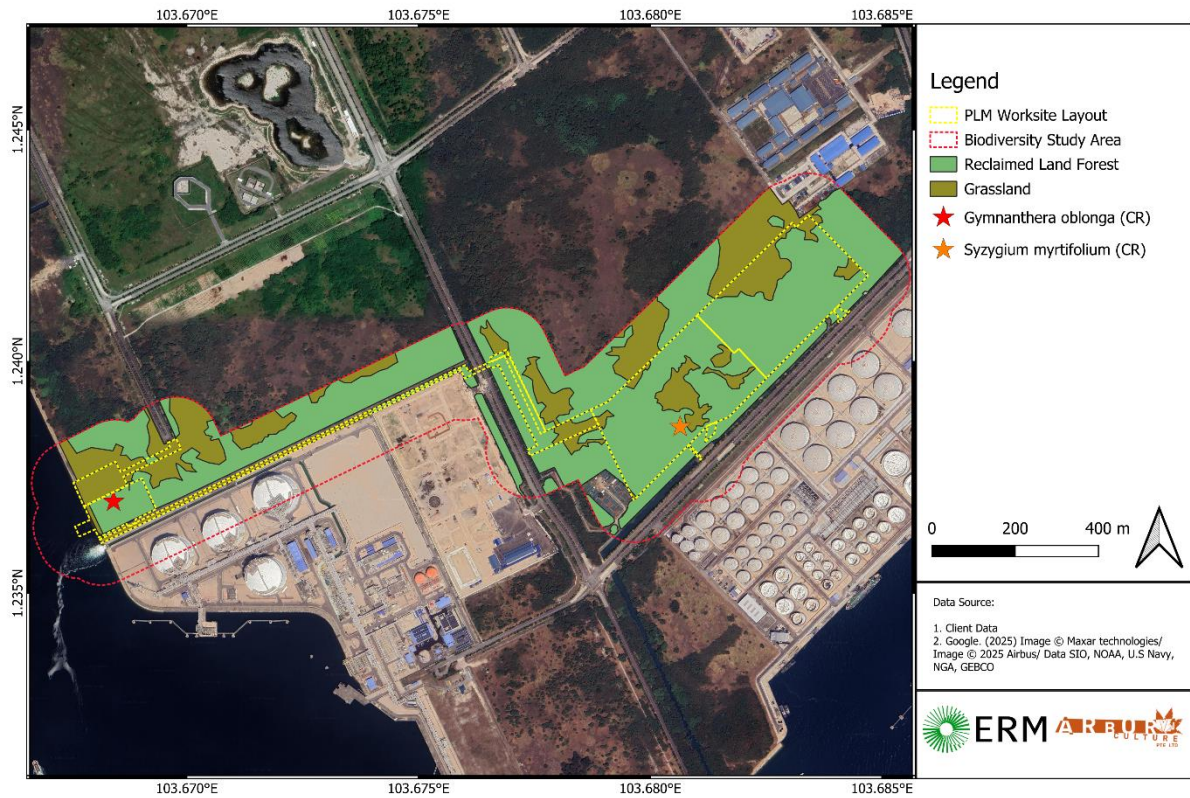 103.670°E 103.675°E 103.680°E 103.685°E
1.245°N
1.240°N
1.235°N
103.670°E 103.675°E 103.680°E 103.685°E
Legend
PLM Worksite Layout
Biodiversity Study Area
Reclaimed Land Forest
Grassland
Gymnanthera oblonga (CR)
Syzygium myrtifolium (CR)
0 200 400 m
Data Source:
1. Client Data
2. Google. (2025) Image © Maxar technologies/
Image © 2025 Airbus/ Data SIO, NOAA, U.S Navy,
NGA, GEBCO
ERM
ARBOR
CULTURE
PTE LTD